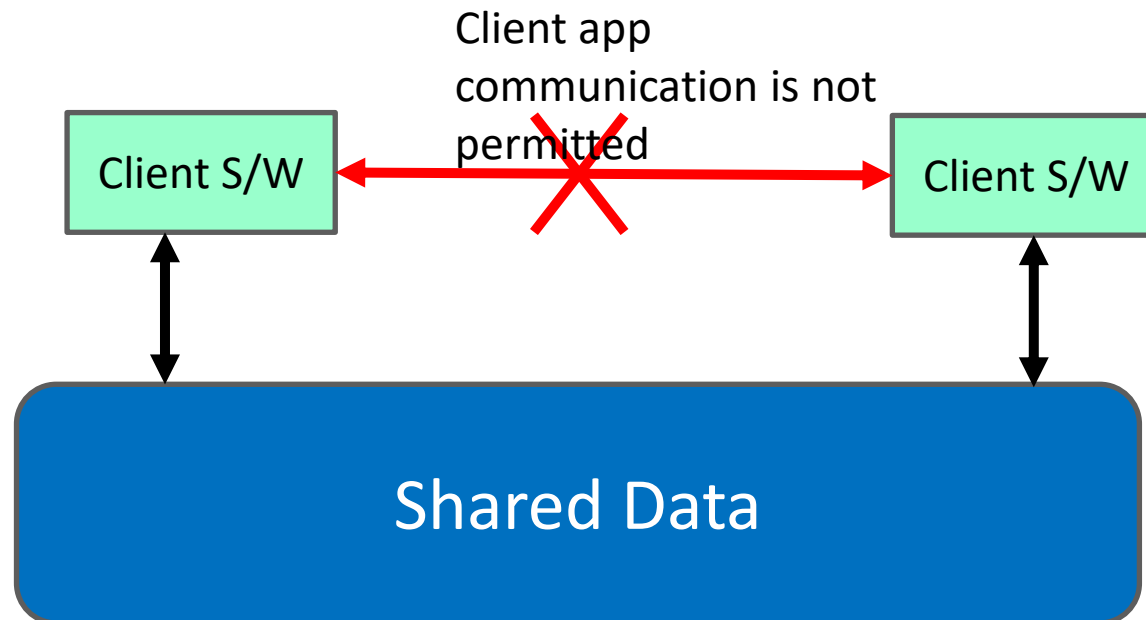 Client app
communication is not
permitted
Client S/W
Client S/W
Shared Data